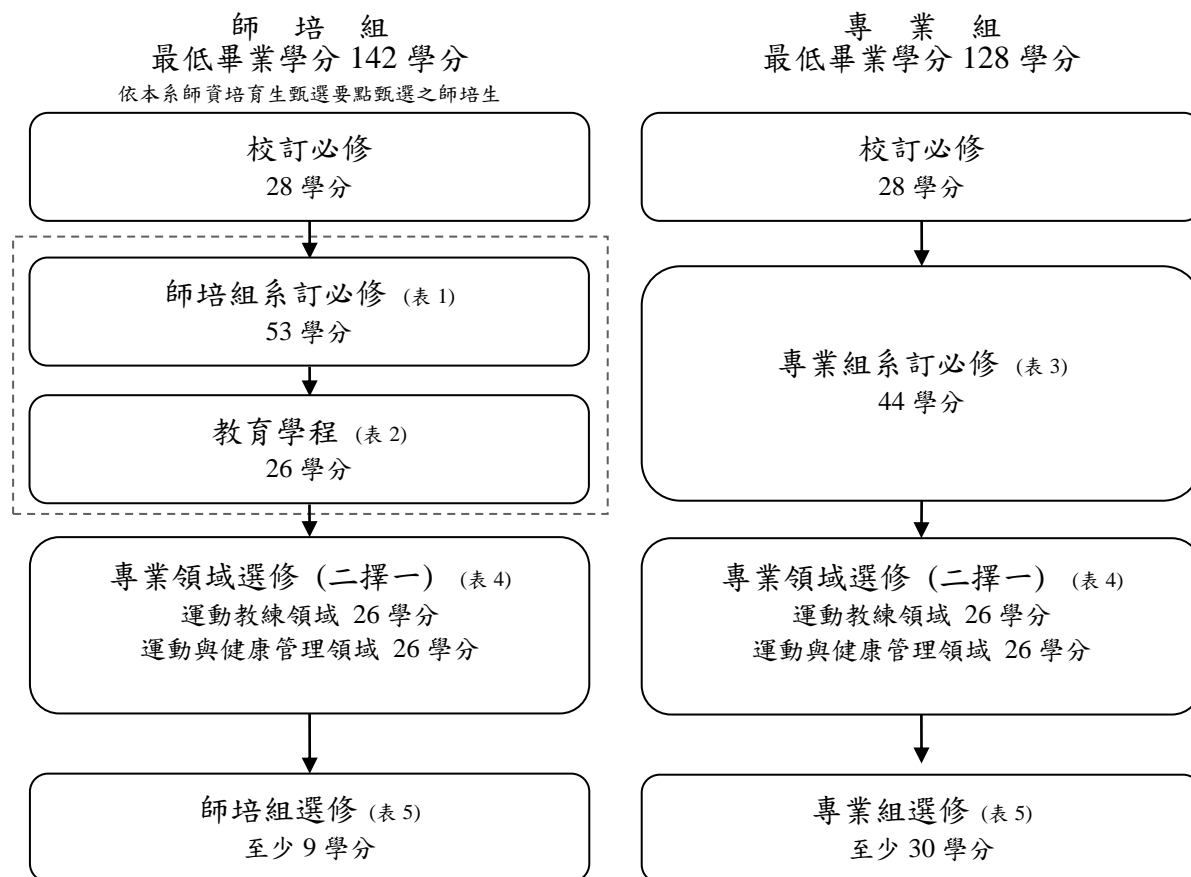 師 培 組
最低畢業學分 142 學分
依本系師資培育生甄選要點甄選之師培生
校訂必修
28 學分
師培組系訂必修 (表 1)
53 學分
教育學程 (表 2)
26 學分
專業領域選修 (二擇一) (表 4)
運動教練領域 26 學分
運動與健康管理領域 26 學分
師培組選修 (表 5)
至少 9 學分
專 業 組
最低畢業學分 128 學分
校訂必修
28 學分
專業組系訂必修 (表 3)
44 學分
專業領域選修 (二擇一) (表 4)
運動教練領域 26 學分
運動與健康管理領域 26 學分
專業組選修 (表 5)
至少 30 學分